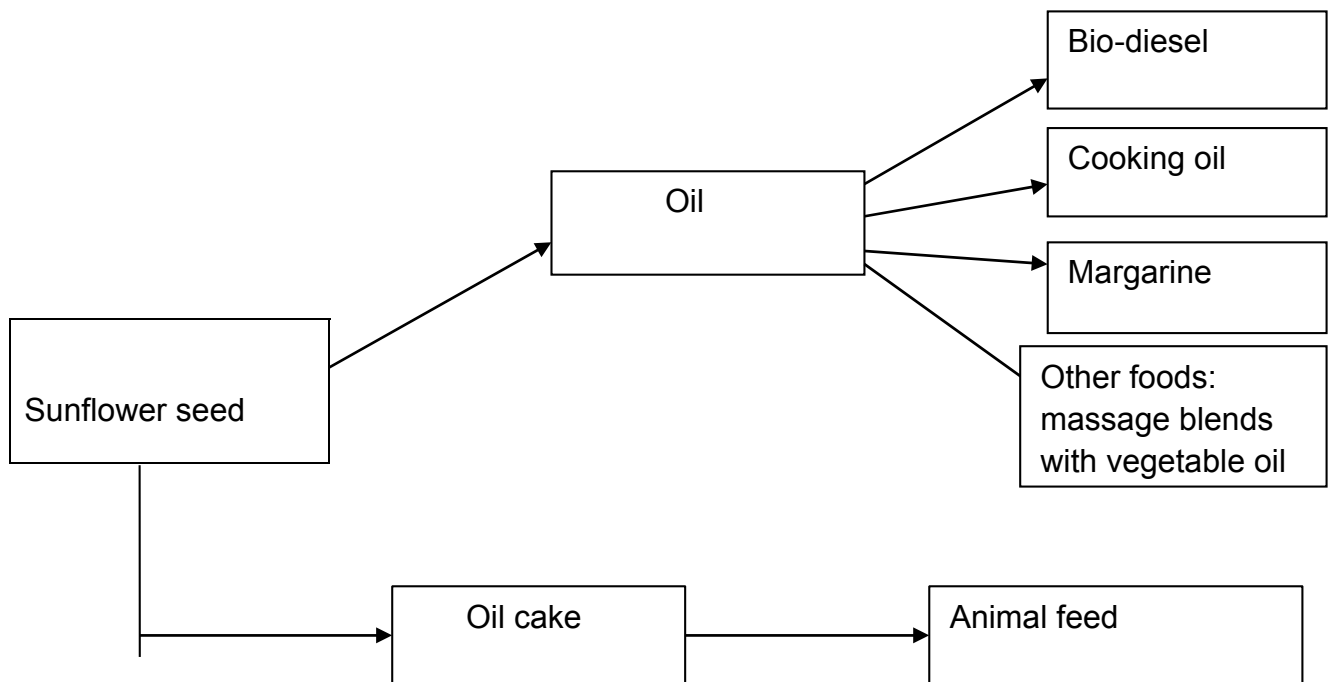 Bio-diesel
Cooking oil
Oil
Margarine
Other foods:
massage blends
with vegetable oil
Sunflower seed
Oil cake
Animal feed